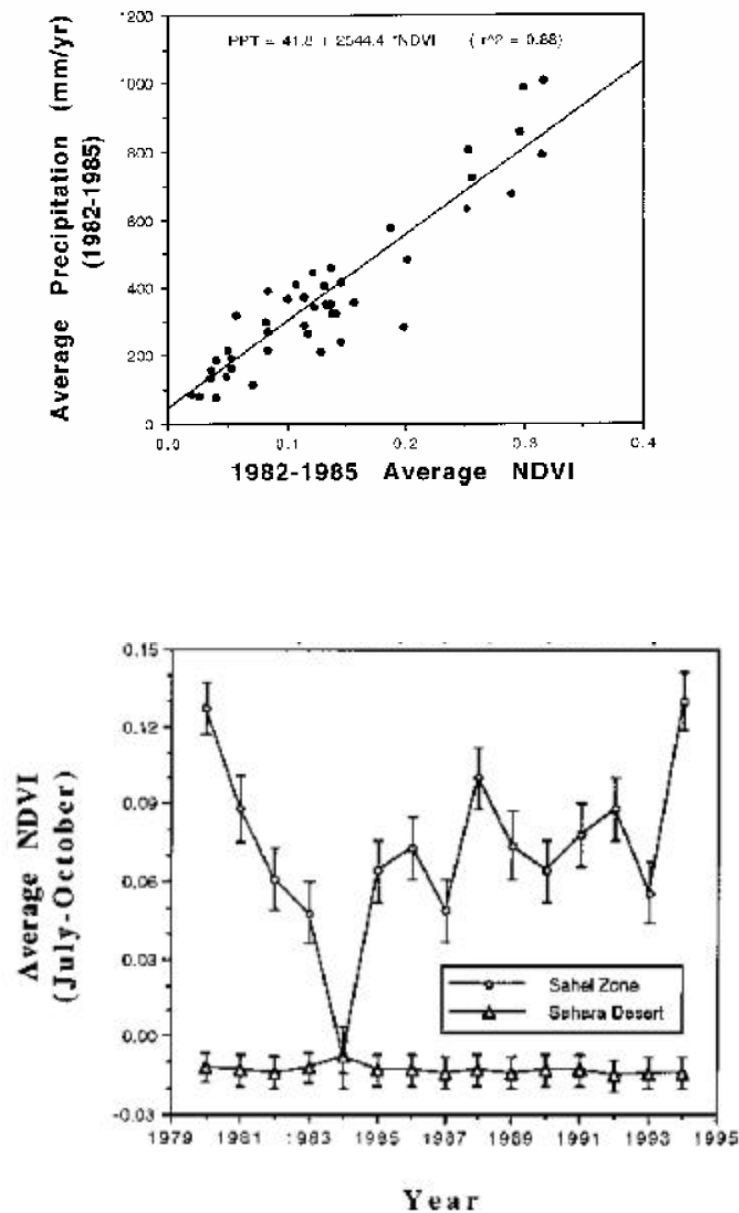 1200
PPT = 41.8 + 2544.4 *NDVI ( r^2 = 0.88)
1000
800
600
400
200
0
Average Precipitation (mm/yr)
(1982-1985)
0.0 0.1 0.2 0.3 0.4
1982-1985 Average NDVI
0.15
0.12
0.09
0.06
0.03
0.00
-0.03
Average NDVI
(July-October)
Sahel Zone
Sahara Desert
1979 1981 1983 1985 1987 1989 1991 1993 1995
Year